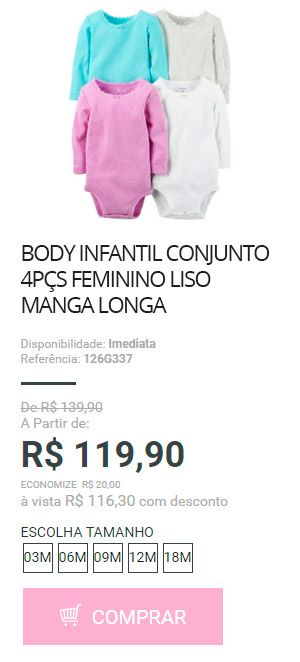 BODY INFANTIL CONJUNTO
4PÇS FEMININO LISO
MANGA LONGA
Disponibilidade: Imediata
Referência: 126G337
De R$ 139,90
A Partir de:
R$ 119,90
ECONOMIZE R$ 20,00
à vista R$ 116,30 com desconto
ESCOLHA TAMANHO
03M 06M 09M 12M 18M
COMPRAR